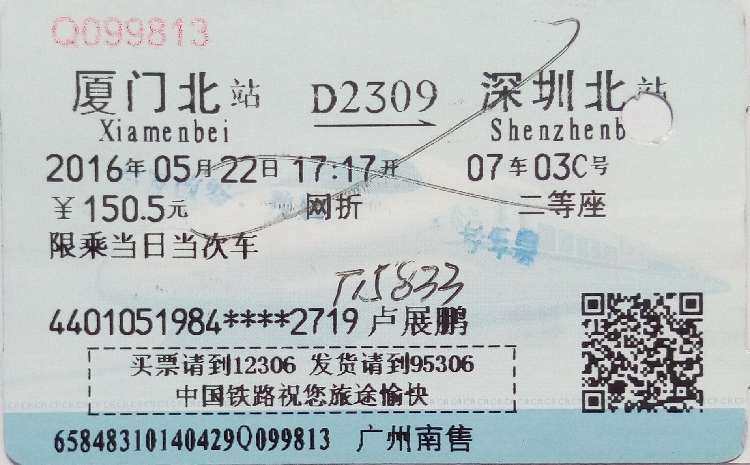 Q099813
厦门北站 D2309 深圳北站
Xiamenbei Shenzhenb
2016年05月22日 17:17开 07车03C号
¥150.5元 网折 二等座
限乘当日当次车
T15833
4401051984****2719 卢展鹏
买票请到12306 发货请到95306
中国铁路祝您旅途愉快
65848310140429Q099813 广州南售